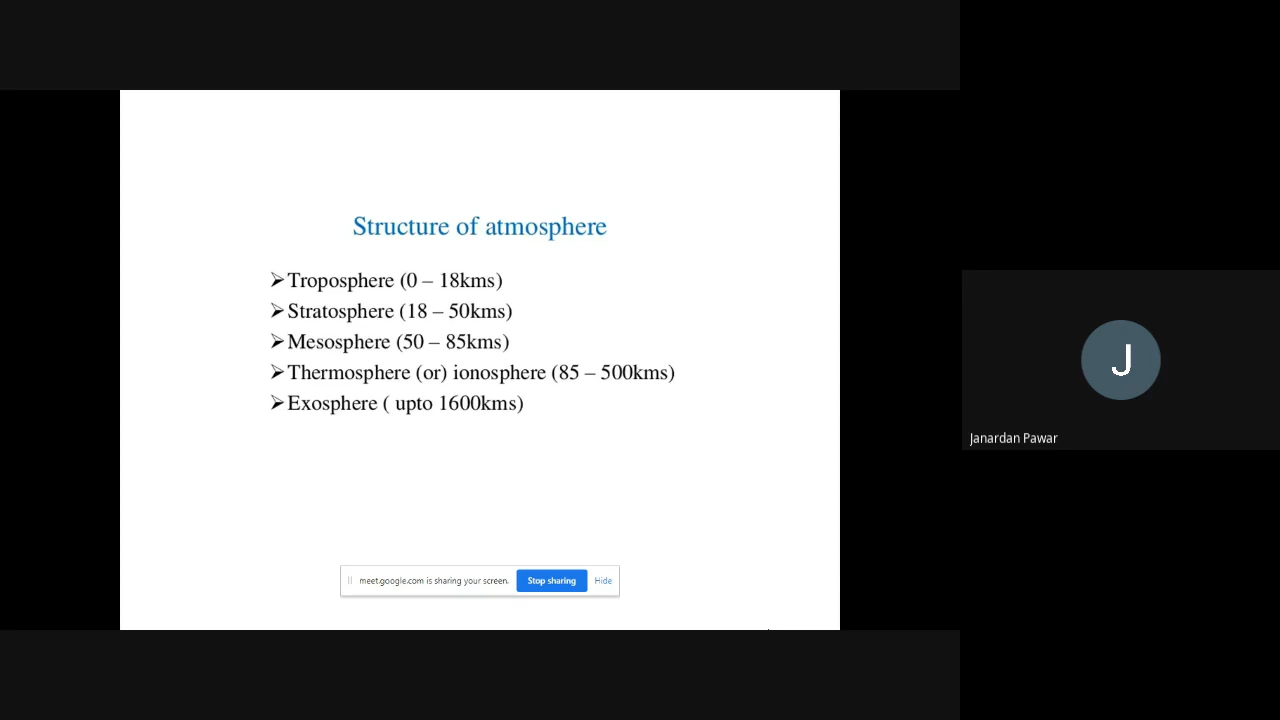 Structure of atmosphere
➢Troposphere (0 – 18kms)
➢Stratosphere (18 – 50kms)
➢Mesosphere (50 – 85kms)
➢Thermosphere (or) ionosphere (85 – 500kms)
➢Exosphere ( upto 1600kms)
meet.google.com is sharing your screen. Stop sharing Hide
J
Janardan Pawar